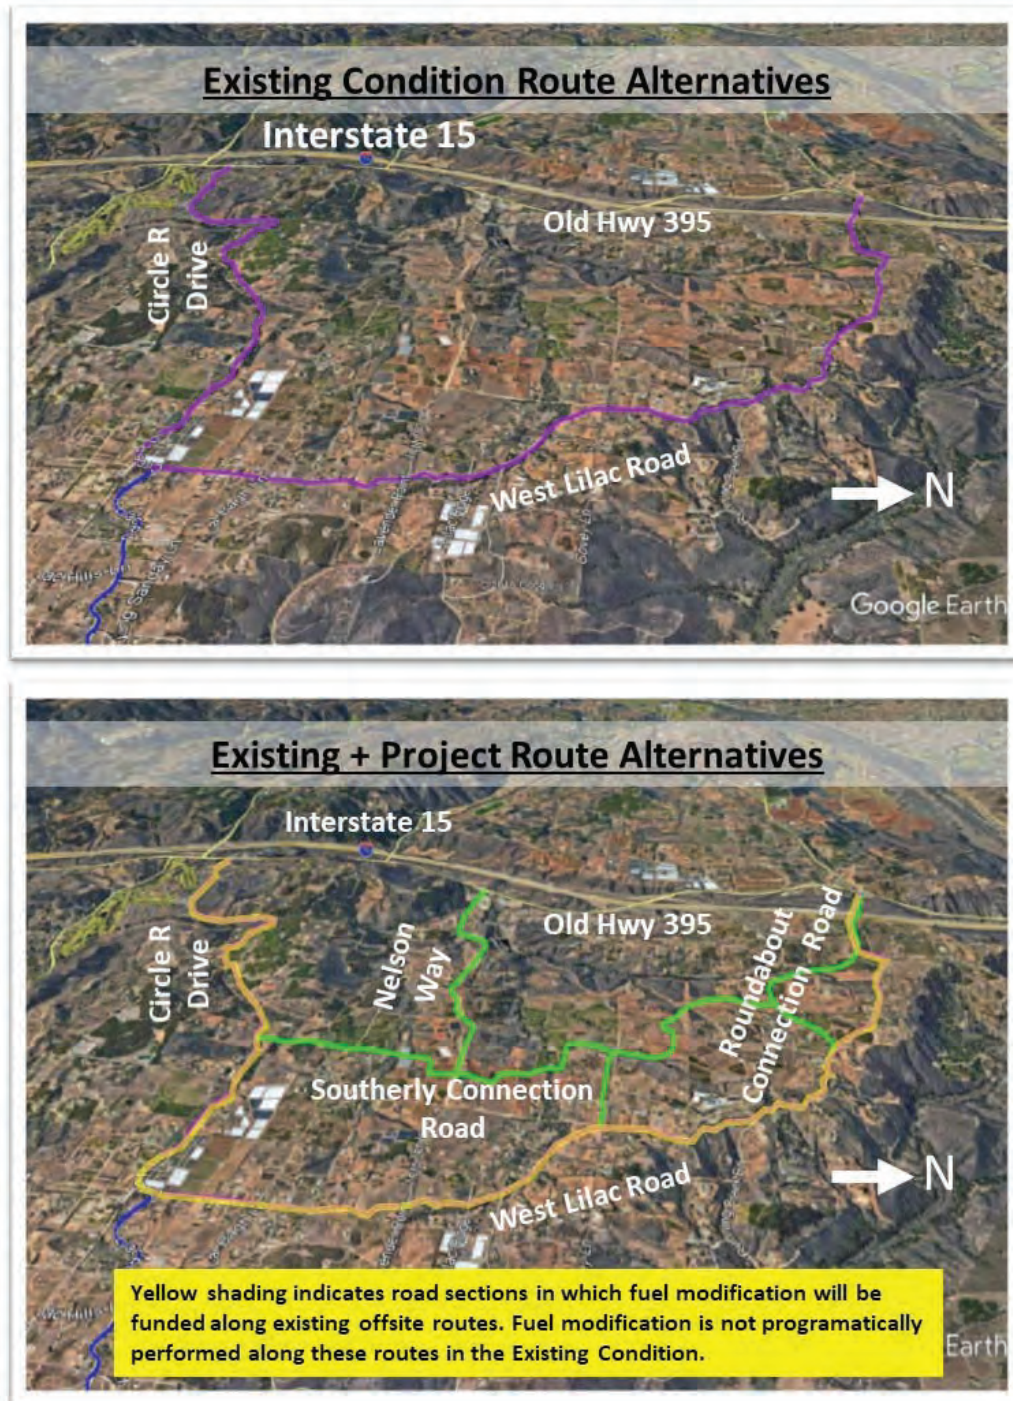 Existing Condition Route Alternatives
Interstate 15
Old Hwy 395
Circle R
Drive
West Lilac Road
N
Google Earth
Existing + Project Route Alternatives
Interstate 15
Old Hwy 395
Circle R
Drive
Nelson
Way
Roundabout
Connection Road
Southerly Connection
Road
West Lilac Road
N
Yellow shading indicates road sections in which fuel modification will be
funded along existing offsite routes. Fuel modification is not programatically
performed along these routes in the Existing Condition.
Earth